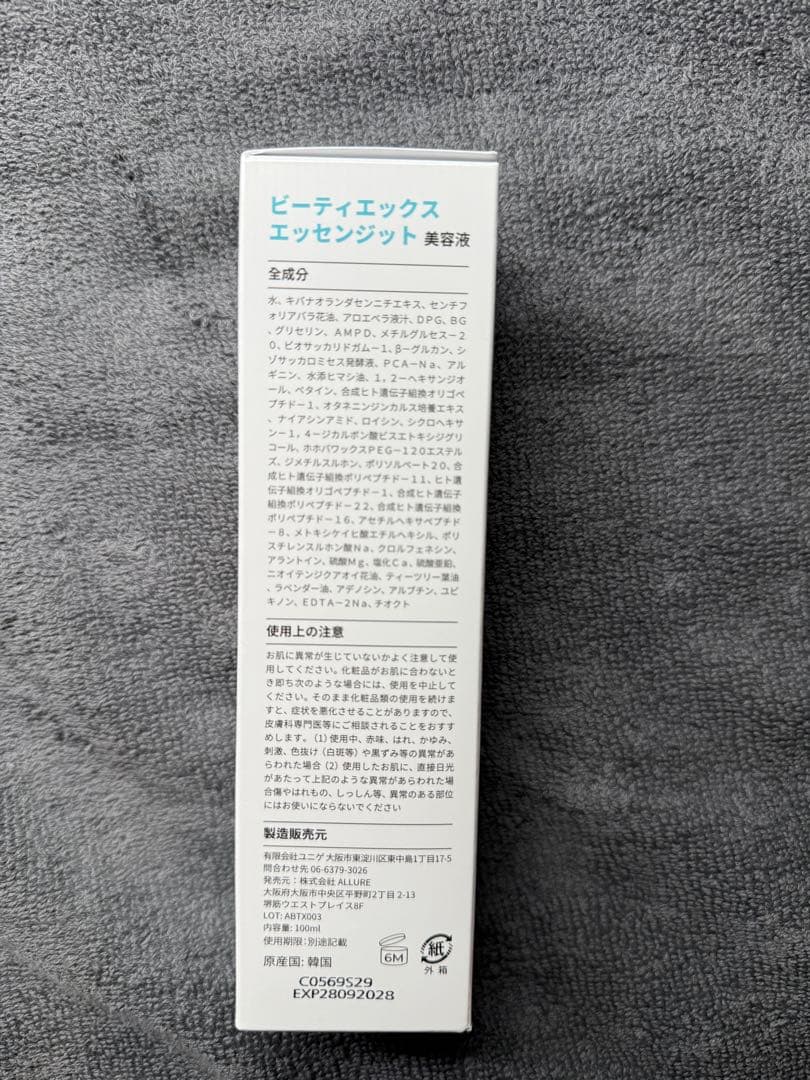 ビーティエックス
エッセンジット 美容液
全成分
水、キバナオランダセンニチエキス、センチフ
ォリアバラ花油、アロエベラ液汁、DPG、BG
、グリセリン、AMPD、メチルグルセス－2
0、ビオサッカリドガム－1、β－グルカン、シ
ゾサッカロミセス発酵液、PCA－Na、アル
ギニン、水添ヒマシ油、1，2－ヘキサンジオ
ール、ベタイン、合成ヒト遺伝子組換オリゴペ
プチド－1、オタネニンジンカルス培養エキス
、ナイアシンアミド、ロイシン、シクロヘキサ
ン－1，4－ジカルボン酸ビスエトキシジグリ
コール、ホホバワックスPEG－120エステル
ズ、ジメチルスルホン、ポリソルベート20、合
成ヒト遺伝子組換ポリペプチド－11、ヒト遺
伝子組換オリゴペプチド－1、合成ヒト遺伝子
組換ポリペプチド－22、合成ヒト遺伝子組換
ポリペプチド－16、アセチルヘキサペプチド
－8、メトキシケイヒ酸エチルヘキシル、ポリ
スチレンスルホン酸Na、クロルフェネシン、
アラントイン、硫酸Mg、塩化Ca、硫酸亜鉛、
ニオイテンジクアオイ花油、ティーツリー葉油
、ラベンダー油、アデノシン、アルブチン、ユビ
キノン、EDTA－2Na、チオクト
使用上の注意
お肌に異常が生じていないかよく注意して使
用してください。化粧品がお肌に合わないと
き即ち次のような場合には、使用を中止して
ください。そのまま化粧品類の使用を続けま
すと、症状を悪化させることがありますので、
皮膚科専門医等にご相談されることをおすす
めします。（1）使用中、赤味、はれ、かゆみ、
刺激、色抜け（白斑等）や黒ずみ等の異常があ
らわれた場合（2）使用したお肌に、直接日光
があたって上記のような異常があらわれた場
合傷やはれもの、しっしん等、異常のある部位
にはお使いにならないでください
製造販売元
有限会社ユニゲ 大阪市東淀川区東中島1丁目17-5
問合わせ先 06-6379-3026
発売元：株式会社 ALLURE
大阪府大阪市中央区平野町2丁目 2-13
堺筋ウエストプレイス8F
LOT: ABTX003
内容量: 100ml
使用期限：別途記載
原産国: 韓国
6M
紙
外箱
C0569S29
EXP28092028